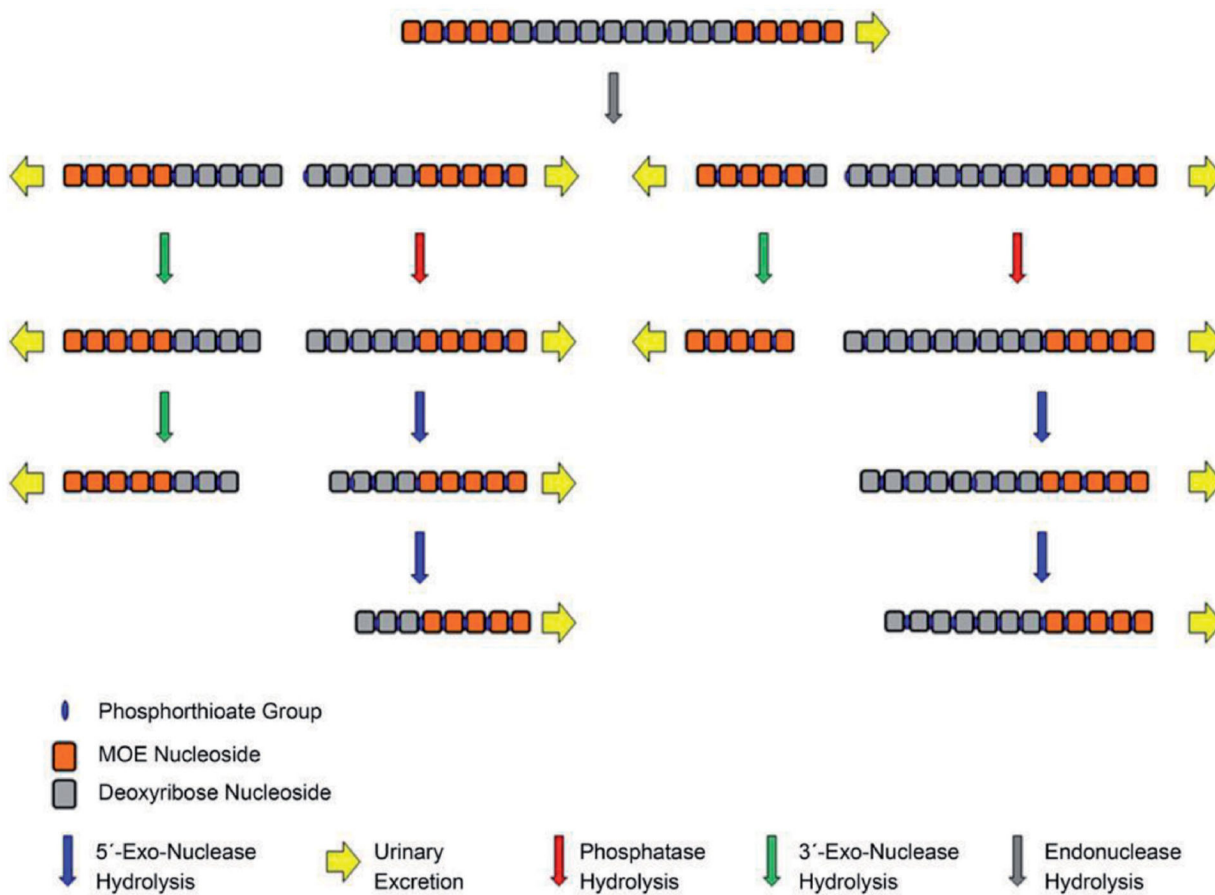 Phosphorthioate Group
MOE Nucleoside
Deoxyribose Nucleoside
5´-Exo-Nuclease
Hydrolysis
Urinary
Excretion
Phosphatase
Hydrolysis
3´-Exo-Nuclease
Hydrolysis
Endonuclease
Hydrolysis